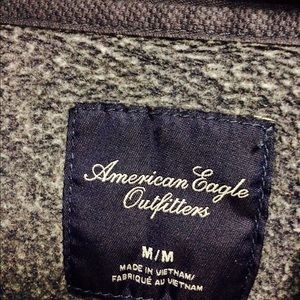 American Eagle
Outfitters
M/M
MADE IN VIETNAM/
FABRIQUÉ AU VIETNAM